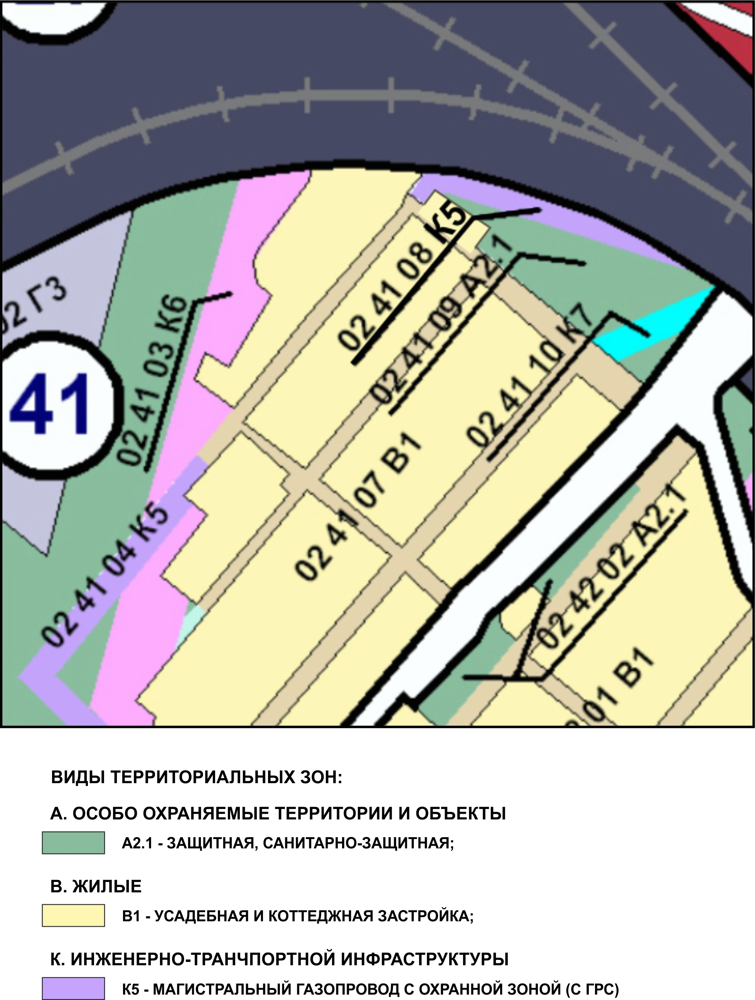 02 Г3
41
02 41 03 К6
02 41 04 К5
02 41 08 К5
02 41 09 А2.1
02 41 10 К7
02 41 07 В1
02 42 02 А2.1
01 В1
ВИДЫ ТЕРРИТОРИАЛЬНЫХ ЗОН:
А. ОСОБО ОХРАНЯЕМЫЕ ТЕРРИТОРИИ И ОБЪЕКТЫ
А2.1 - ЗАЩИТНАЯ, САНИТАРНО-ЗАЩИТНАЯ;
В. ЖИЛЫЕ
В1 - УСАДЕБНАЯ И КОТТЕДЖНАЯ ЗАСТРОЙКА;
К. ИНЖЕНЕРНО-ТРАНЧПОРТНОЙ ИНФРАСТРУКТУРЫ
К5 - МАГИСТРАЛЬНЫЙ ГАЗОПРОВОД С ОХРАННОЙ ЗОНОЙ (С ГРС)